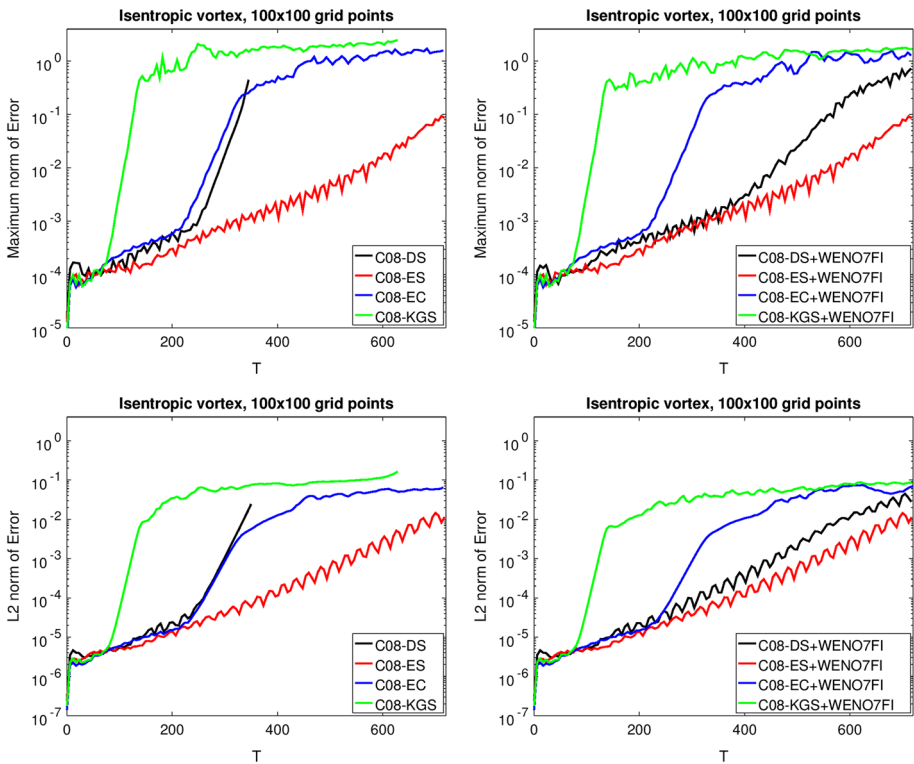 Isentropic vortex, 100x100 grid points
Maximum norm of Error
10^0
10^-1
10^-2
10^-3
10^-4
10^-5
0
200
400
600
T
C08-DS
C08-ES
C08-EC
C08-KGS
Isentropic vortex, 100x100 grid points
Maximum norm of Error
10^0
10^-1
10^-2
10^-3
10^-4
10^-5
0
200
400
600
T
C08-DS+WENO7FI
C08-ES+WENO7FI
C08-EC+WENO7FI
C08-KGS+WENO7FI
Isentropic vortex, 100x100 grid points
L2 norm of Error
10^0
10^-1
10^-2
10^-3
10^-4
10^-5
10^-6
10^-7
0
200
400
600
T
C08-DS
C08-ES
C08-EC
C08-KGS
Isentropic vortex, 100x100 grid points
L2 norm of Error
10^0
10^-1
10^-2
10^-3
10^-4
10^-5
10^-6
10^-7
0
200
400
600
T
C08-DS+WENO7FI
C08-ES+WENO7FI
C08-EC+WENO7FI
C08-KGS+WENO7FI